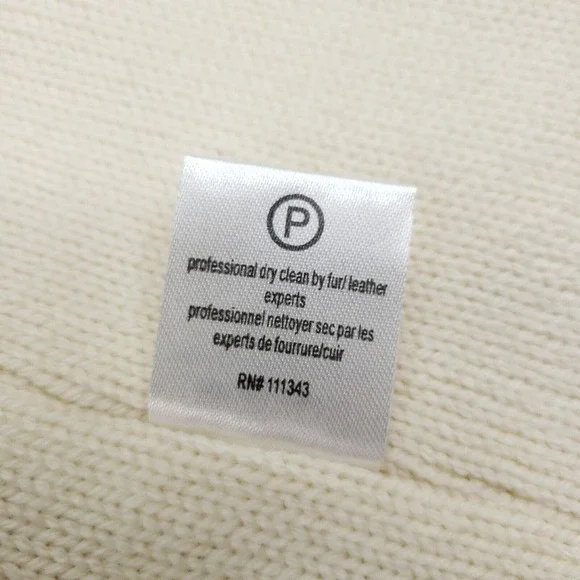 P
professional dry clean by fur/ leather
experts
professionnel nettoyer sec par les
experts de fourrure/cuir
RN# 111343